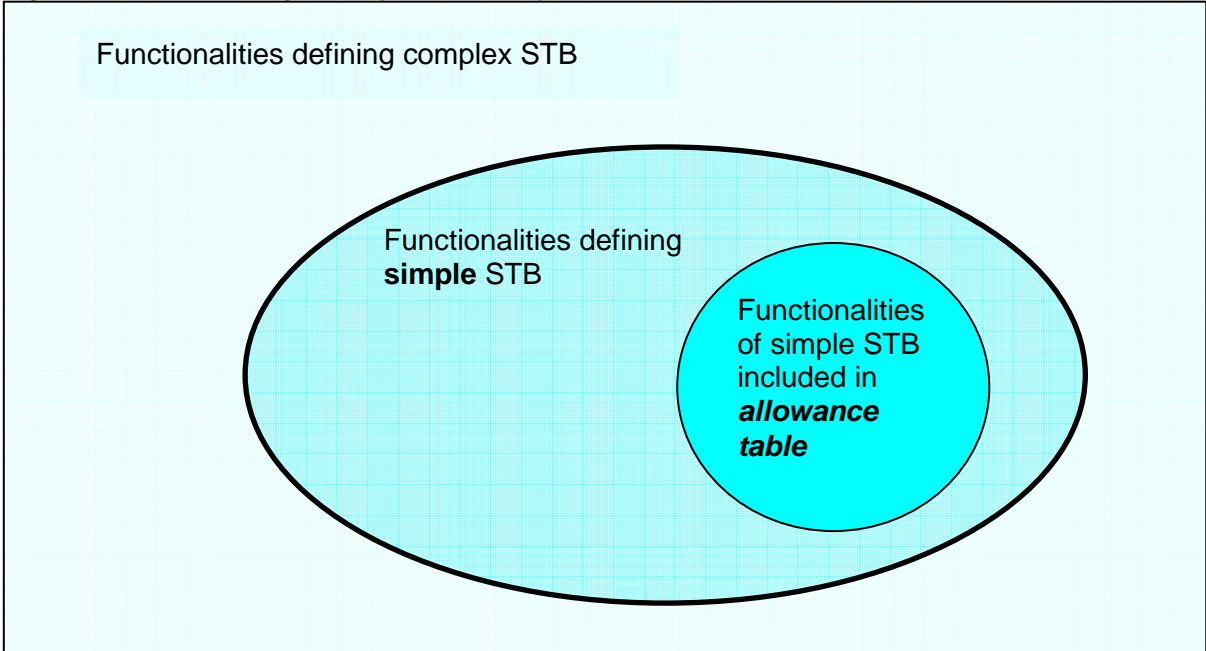 Functionalities defining complex STB
Functionalities defining
simple STB
Functionalities
of simple STB
included in
allowance
table